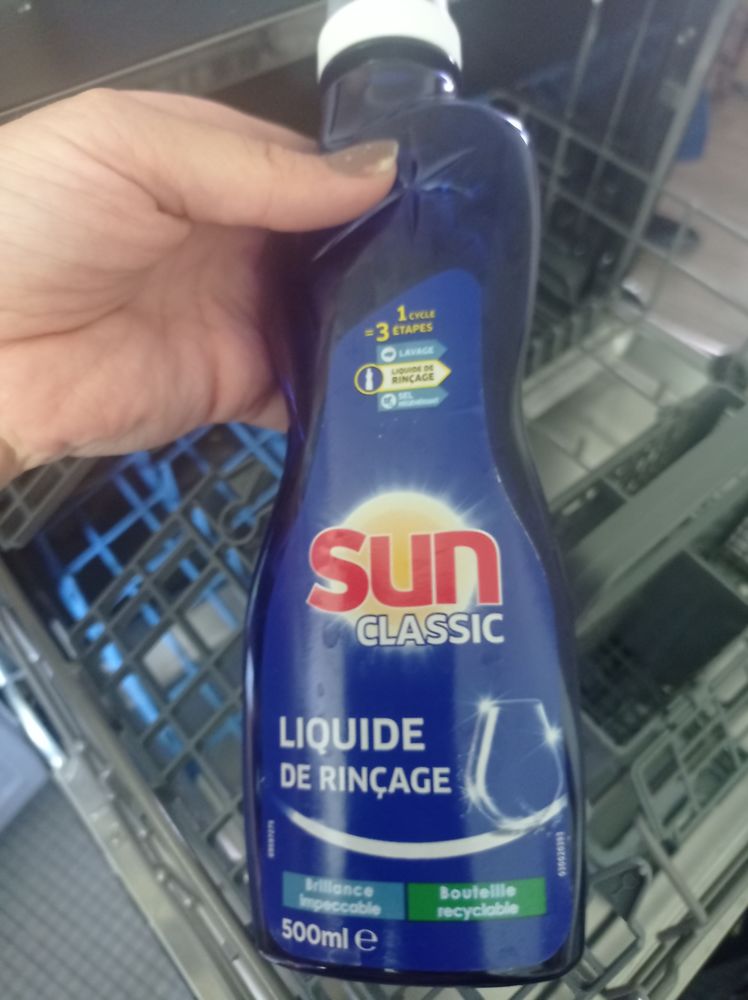 1 CYCLE
= 3 ÉTAPES
LAVAGE
LIQUIDE DE
RINÇAGE
SEL
sun
CLASSIC
LIQUIDE
DE RINÇAGE
Brillance
impeccable
Bouteille
recyclable
500ml e